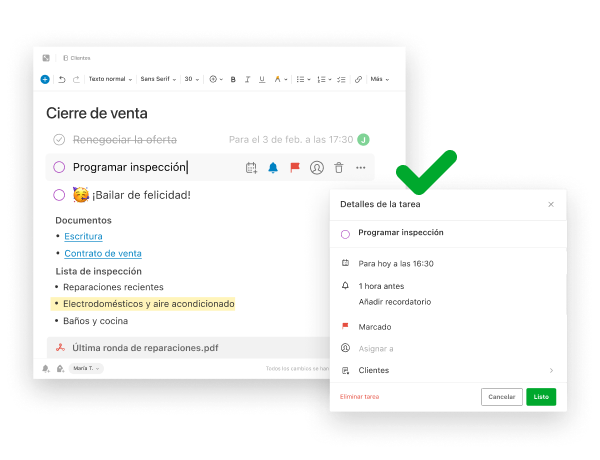 Clientes
Texto normal Sans Serif 30 B I U A Más
Cierre de venta
Renegociar la oferta Para el 3 de feb. a las 17:30 J
Programar inspección
¡Bailar de felicidad!
Documentos
Escritura
Contrato de venta
Lista de inspección
Reparaciones recientes
Electrodomésticos y aire acondicionado
Baños y cocina
Última ronda de reparaciones.pdf
María T. Todos los cambios se han
Detalles de la tarea
Programar inspección
Para hoy a las 16:30
1 hora antes
Añadir recordatorio
Marcado
Asignar a
Clientes
Eliminar tarea Cancelar Listo